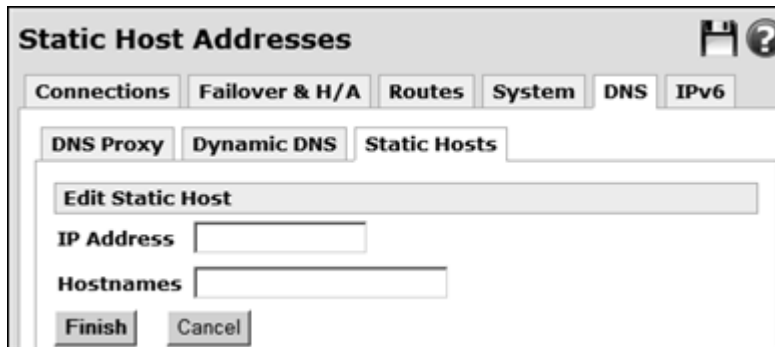 Static Host Addresses
Connections Failover & H/A Routes System DNS IPv6
DNS Proxy Dynamic DNS Static Hosts
Edit Static Host
IP Address
Hostnames
Finish Cancel